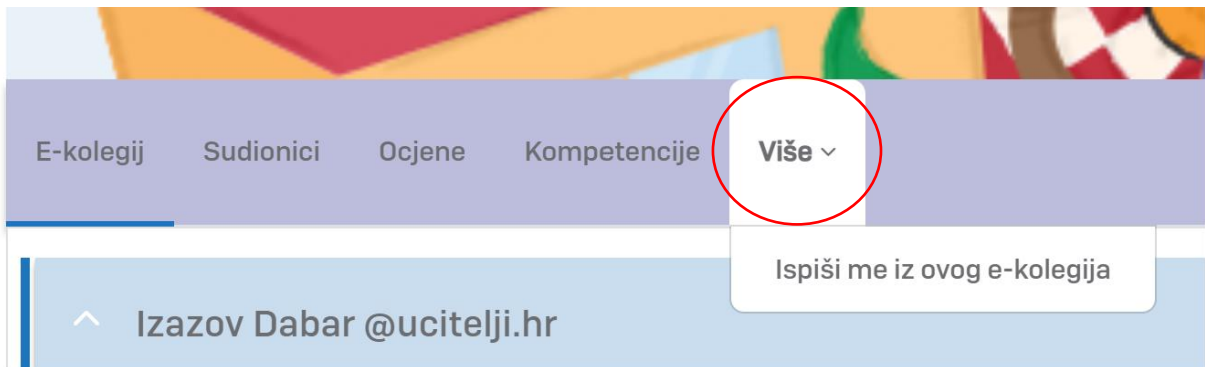 E-kolegij Sudionici Ocjene Kompetencije Više
Ispiši me iz ovog e-kolegija
Izazov Dabar @ucitelji.hr